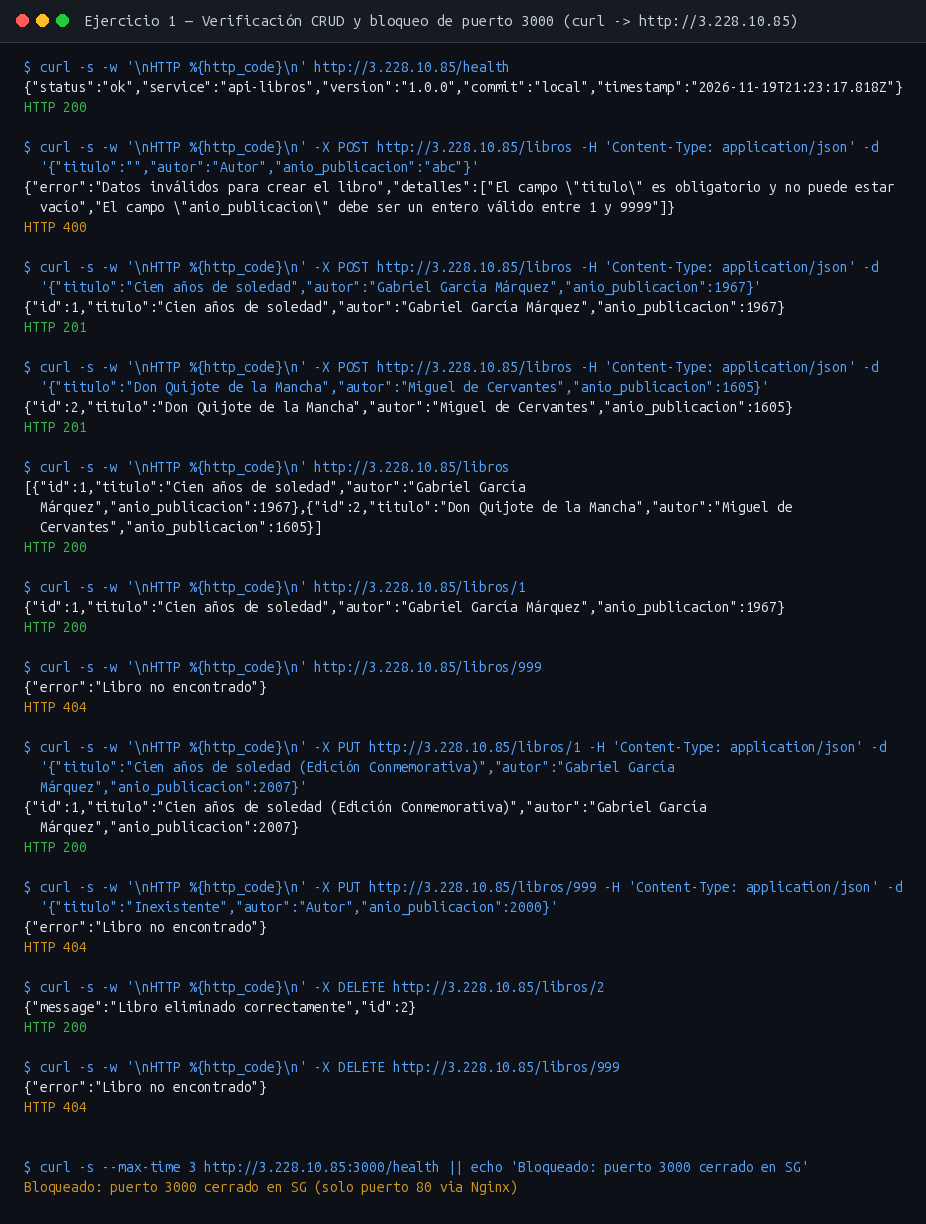 Ejercicio 1 — Verificación CRUD y bloqueo de puerto 3000 (curl -> http://3.228.10.85)
$ curl -s -w '\nHTTP %{http_code}\n' http://3.228.10.85/health
{"status":"ok","service":"api-libros","version":"1.0.0","commit":"local","timestamp":"2026-11-19T21:23:17.818Z"}
HTTP 200
$ curl -s -w '\nHTTP %{http_code}\n' -X POST http://3.228.10.85/libros -H 'Content-Type: application/json' -d
'{"titulo":"","autor":"Autor","anio_publicacion":"abc"}'
{"error":"Datos inválidos para crear el libro","detalles":["El campo \"titulo\" es obligatorio y no puede estar
vacío","El campo \"anio_publicacion\" debe ser un entero válido entre 1 y 9999"]}
HTTP 400
$ curl -s -w '\nHTTP %{http_code}\n' -X POST http://3.228.10.85/libros -H 'Content-Type: application/json' -d
'{"titulo":"Cien años de soledad","autor":"Gabriel García Márquez","anio_publicacion":1967}'
{"id":1,"titulo":"Cien años de soledad","autor":"Gabriel García Márquez","anio_publicacion":1967}
HTTP 201
$ curl -s -w '\nHTTP %{http_code}\n' -X POST http://3.228.10.85/libros -H 'Content-Type: application/json' -d
'{"titulo":"Don Quijote de la Mancha","autor":"Miguel de Cervantes","anio_publicacion":1605}'
{"id":2,"titulo":"Don Quijote de la Mancha","autor":"Miguel de Cervantes","anio_publicacion":1605}
HTTP 201
$ curl -s -w '\nHTTP %{http_code}\n' http://3.228.10.85/libros
[{"id":1,"titulo":"Cien años de soledad","autor":"Gabriel García
Márquez","anio_publicacion":1967},{"id":2,"titulo":"Don Quijote de la Mancha","autor":"Miguel de
Cervantes","anio_publicacion":1605}]
HTTP 200
$ curl -s -w '\nHTTP %{http_code}\n' http://3.228.10.85/libros/1
{"id":1,"titulo":"Cien años de soledad","autor":"Gabriel García Márquez","anio_publicacion":1967}
HTTP 200
$ curl -s -w '\nHTTP %{http_code}\n' http://3.228.10.85/libros/999
{"error":"Libro no encontrado"}
HTTP 404
$ curl -s -w '\nHTTP %{http_code}\n' -X PUT http://3.228.10.85/libros/1 -H 'Content-Type: application/json' -d
'{"titulo":"Cien años de soledad (Edición Conmemorativa)","autor":"Gabriel García
Márquez","anio_publicacion":2007}'
{"id":1,"titulo":"Cien años de soledad (Edición Conmemorativa)","autor":"Gabriel García
Márquez","anio_publicacion":2007}
HTTP 200
$ curl -s -w '\nHTTP %{http_code}\n' -X PUT http://3.228.10.85/libros/999 -H 'Content-Type: application/json' -d
'{"titulo":"Inexistente","autor":"Autor","anio_publicacion":2000}'
{"error":"Libro no encontrado"}
HTTP 404
$ curl -s -w '\nHTTP %{http_code}\n' -X DELETE http://3.228.10.85/libros/2
{"message":"Libro eliminado correctamente","id":2}
HTTP 200
$ curl -s -w '\nHTTP %{http_code}\n' -X DELETE http://3.228.10.85/libros/999
{"error":"Libro no encontrado"}
HTTP 404
$ curl -s --max-time 3 http://3.228.10.85:3000/health || echo 'Bloqueado: puerto 3000 cerrado en SG'
Bloqueado: puerto 3000 cerrado en SG (solo puerto 80 via Nginx)